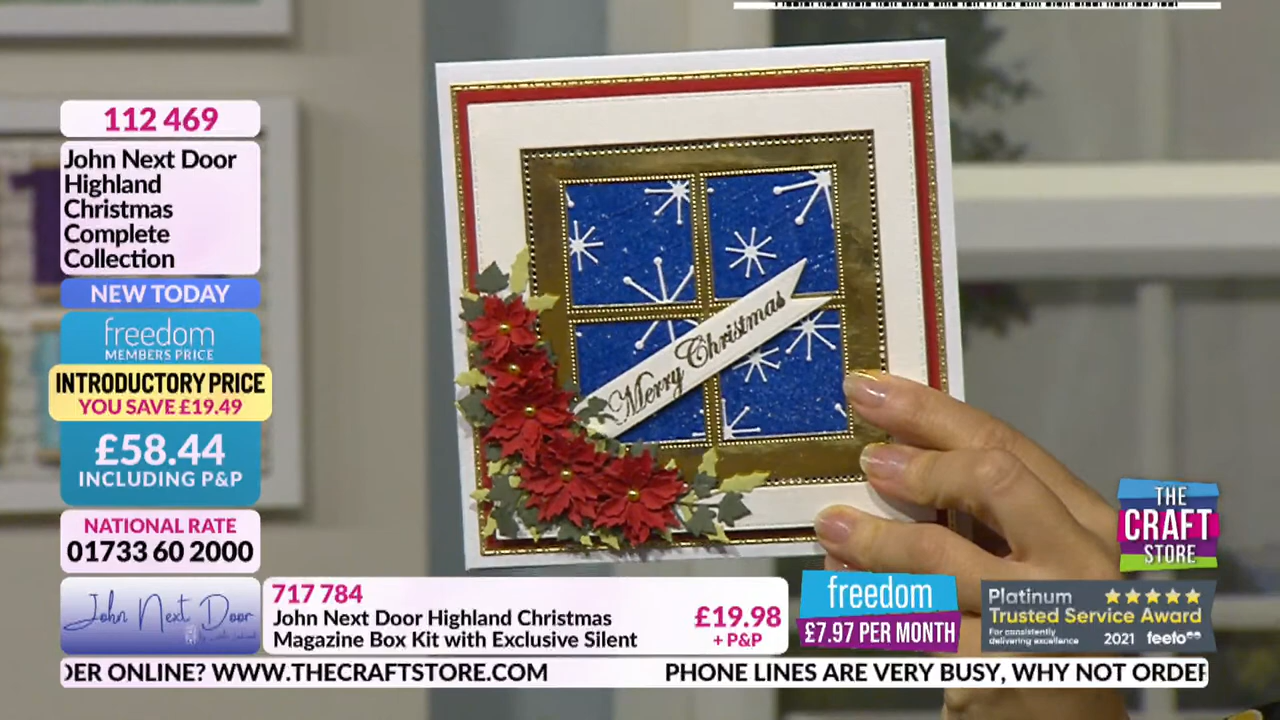 112 469
John Next Door
Highland
Christmas
Complete
Collection
NEW TODAY
freedom
MEMBERS PRICE
INTRODUCTORY PRICE
YOU SAVE £19.49
£58.44
INCLUDING P&P
NATIONAL RATE
01733 60 2000
John Next Door
717 784
John Next Door Highland Christmas
Magazine Box Kit with Exclusive Silent
£19.98
+ P&P
freedom
£7.97 PER MONTH
Platinum
Trusted Service Award
For consistently
delivering excellence
2021 feefo
THE
CRAFT
STORE
Merry Christmas
DER ONLINE? WWW.THECRAFTSTORE.COM
PHONE LINES ARE VERY BUSY, WHY NOT ORDER